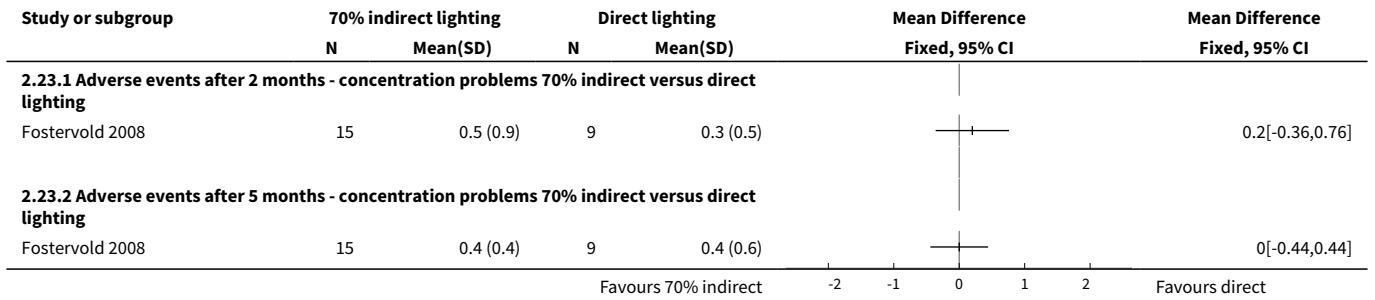 Study or subgroup 70% indirect lighting Direct lighting Mean Difference Mean Difference
N Mean(SD) N Mean(SD) Fixed, 95% CI Fixed, 95% CI
2.23.1 Adverse events after 2 months - concentration problems 70% indirect versus direct
lighting
Fostervold 2008 15 0.5 (0.9) 9 0.3 (0.5) 0.2[-0.36,0.76]
2.23.2 Adverse events after 5 months - concentration problems 70% indirect versus direct
lighting
Fostervold 2008 15 0.4 (0.4) 9 0.4 (0.6) 0[-0.44,0.44]
Favours 70% indirect -2 -1 0 1 2 Favours direct